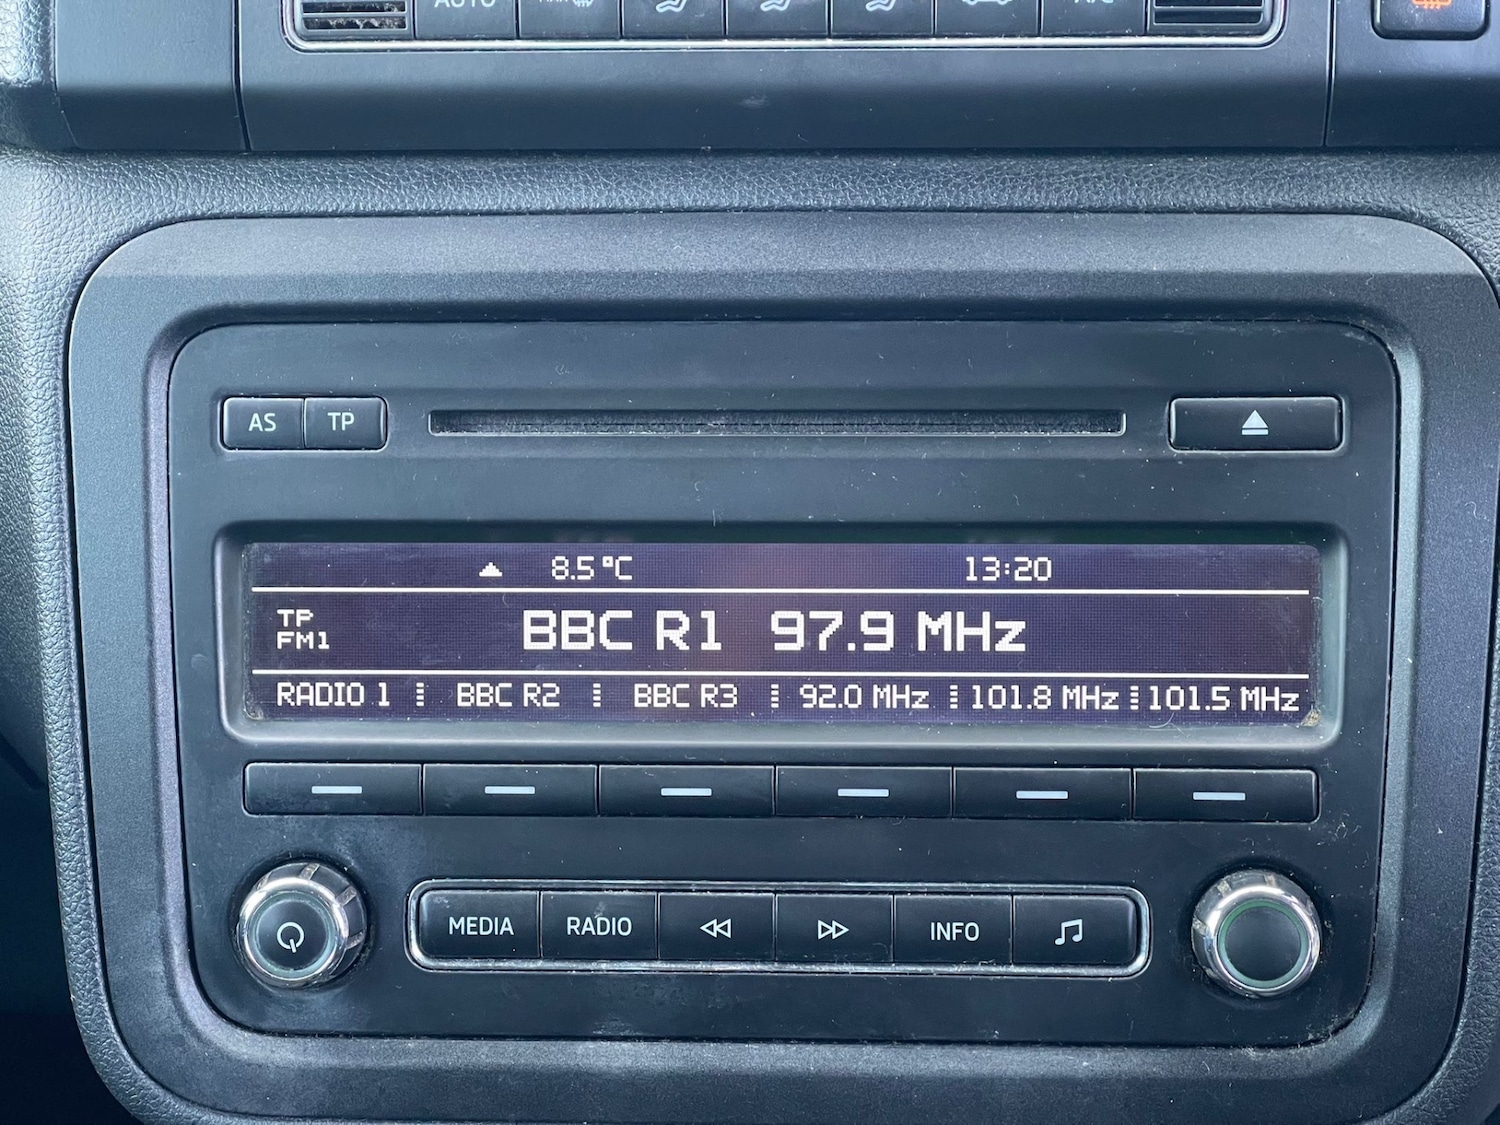 AUTO
A/C
AS TP
8.5 °C 13:20
TP
FM1
BBC R1 97.9 MHz
RADIO 1 BBC R2 BBC R3 92.0 MHz 101.8 MHz 101.5 MHz
MEDIA RADIO INFO